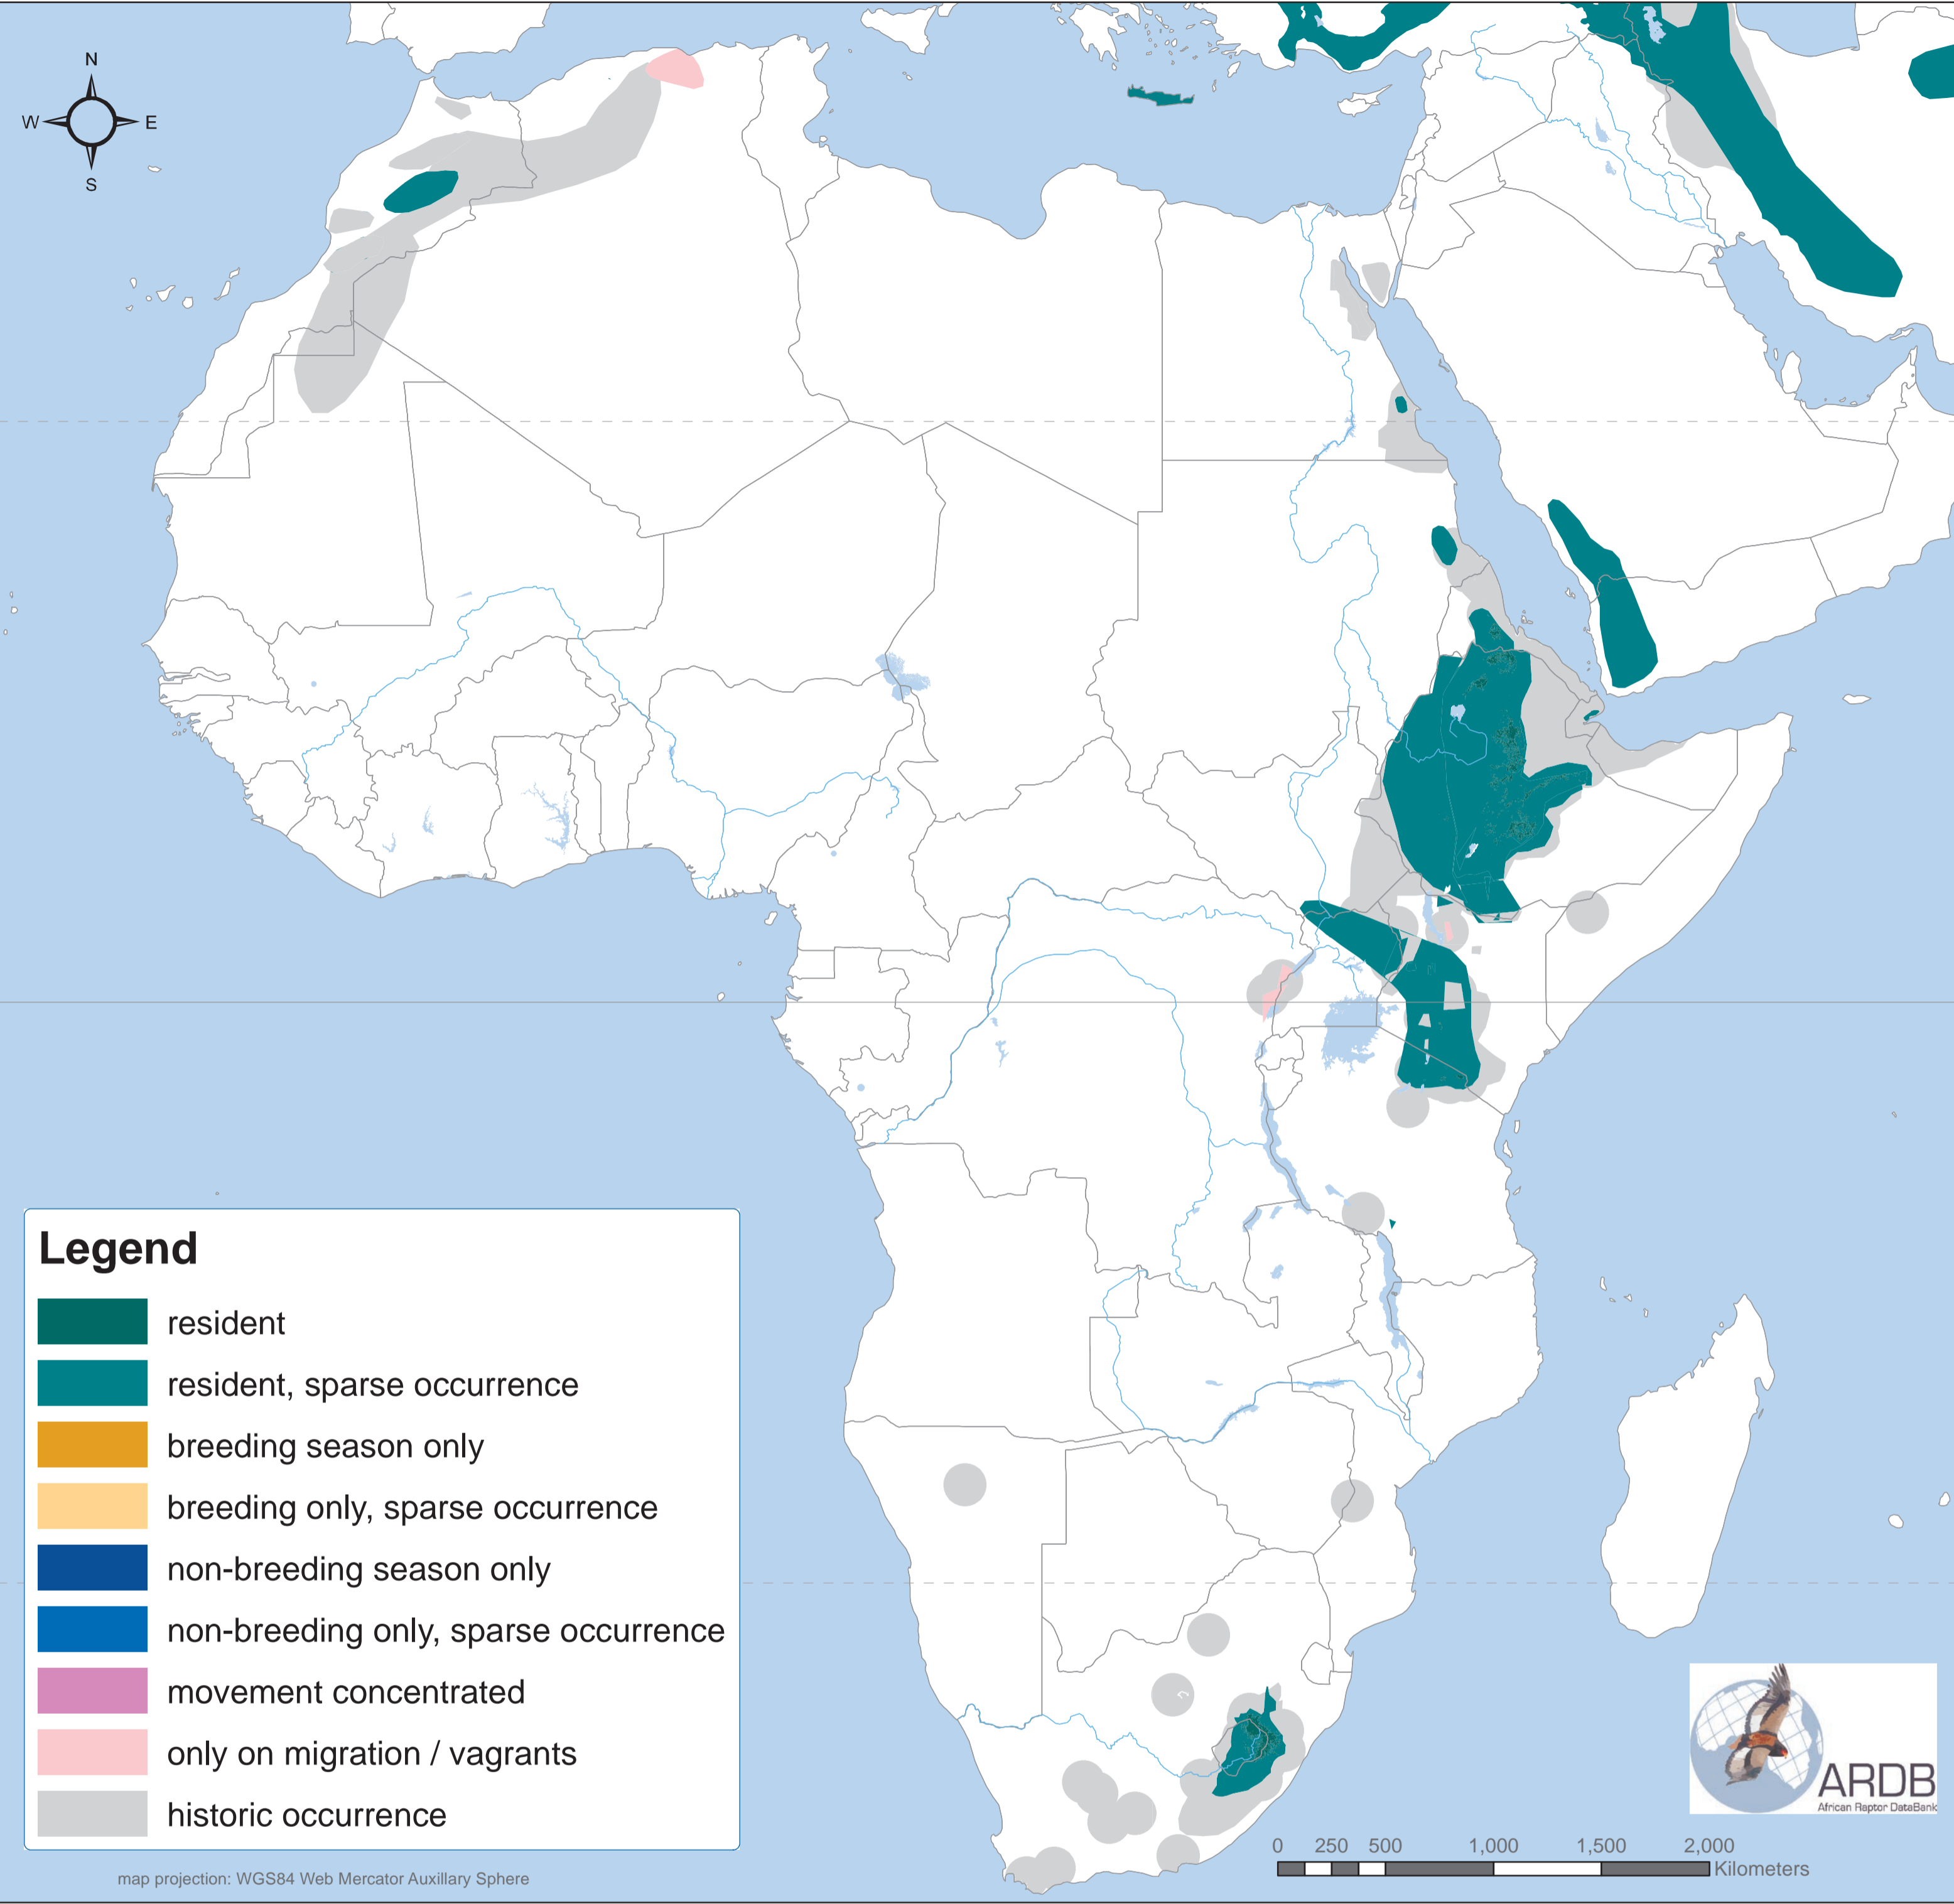 N
W E
S
Legend
resident
resident, sparse occurrence
breeding season only
breeding only, sparse occurrence
non-breeding season only
non-breeding only, sparse occurrence
movement concentrated
only on migration / vagrants
historic occurrence
map projection: WGS84 Web Mercator Auxillary Sphere
ARDB
African Raptor DataBank
0 250 500 1,000 1,500 2,000
Kilometers